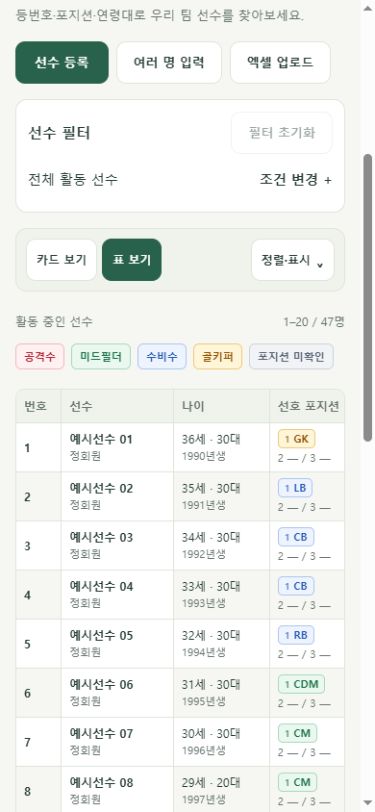 등번호·포지션·연령대로 우리 팀 선수를 찾아보세요.
선수 등록
여러 명 입력
엑셀 업로드
선수 필터
필터 초기화
전체 활동 선수
조건 변경 +
카드 보기
표 보기
정렬·표시
활동 중인 선수
1–20 / 47명
공격수
미드필더
수비수
골키퍼
포지션 미확인
번호 선수 나이 선호 포지션
1 예시선수 01 36세 · 30대 1 GK
정회원 1990년생 2 — / 3 —
2 예시선수 02 35세 · 30대 1 LB
정회원 1991년생 2 — / 3 —
3 예시선수 03 34세 · 30대 1 CB
정회원 1992년생 2 — / 3 —
4 예시선수 04 33세 · 30대 1 CB
정회원 1993년생 2 — / 3 —
5 예시선수 05 32세 · 30대 1 RB
정회원 1994년생 2 — / 3 —
6 예시선수 06 31세 · 30대 1 CDM
정회원 1995년생 2 — / 3 —
7 예시선수 07 30세 · 30대 1 CM
정회원 1996년생 2 — / 3 —
8 예시선수 08 29세 · 20대 1 CM
정회원 1997년생 2 — / 3 —